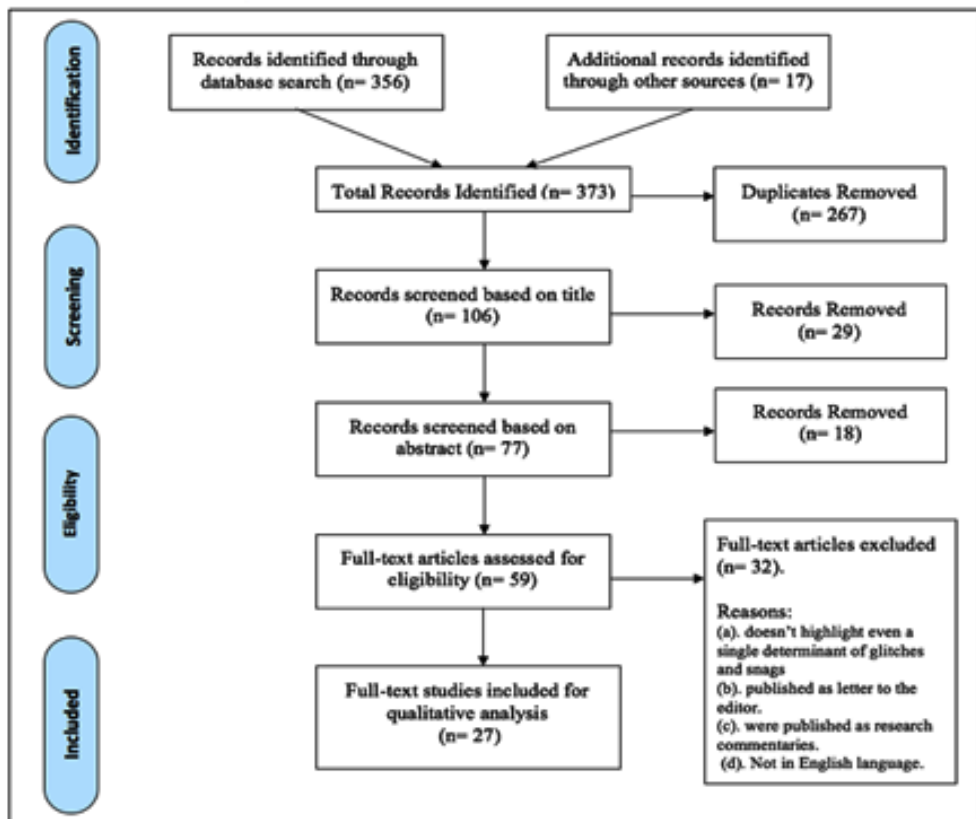 Identification
Records identified through
database search (n= 356)
Additional records identified
through other sources (n= 17)
Total Records Identified (n= 373)
Duplicates Removed
(n= 267)
Screening
Records screened based on title
(n= 106)
Records Removed
(n= 29)
Records screened based on
abstract (n= 77)
Records Removed
(n= 18)
Eligibility
Full-text articles assessed for
eligibility (n= 59)
Full-text articles excluded
(n= 32).
Reasons:
(a). doesn't highlight even a
single determinant of glitches
and snags
(b). published as letter to the
editor.
(c). were published as research
commentaries.
(d). Not in English language.
Included
Full-text studies included for
qualitative analysis
(n= 27)